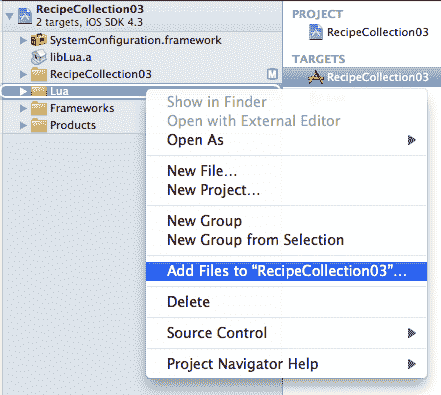 RecipeCollection03
2 targets, iOS SDK 4.3
SystemConfiguration.framework
libLua.a
RecipeCollection03
M
Lua
Frameworks
Products
PROJECT
RecipeCollection03
TARGETS
RecipeCollection03
Show in Finder
Open with External Editor
Open As
New File...
New Project...
New Group
New Group from Selection
Add Files to “RecipeCollection03”...
Delete
Source Control
Project Navigator Help